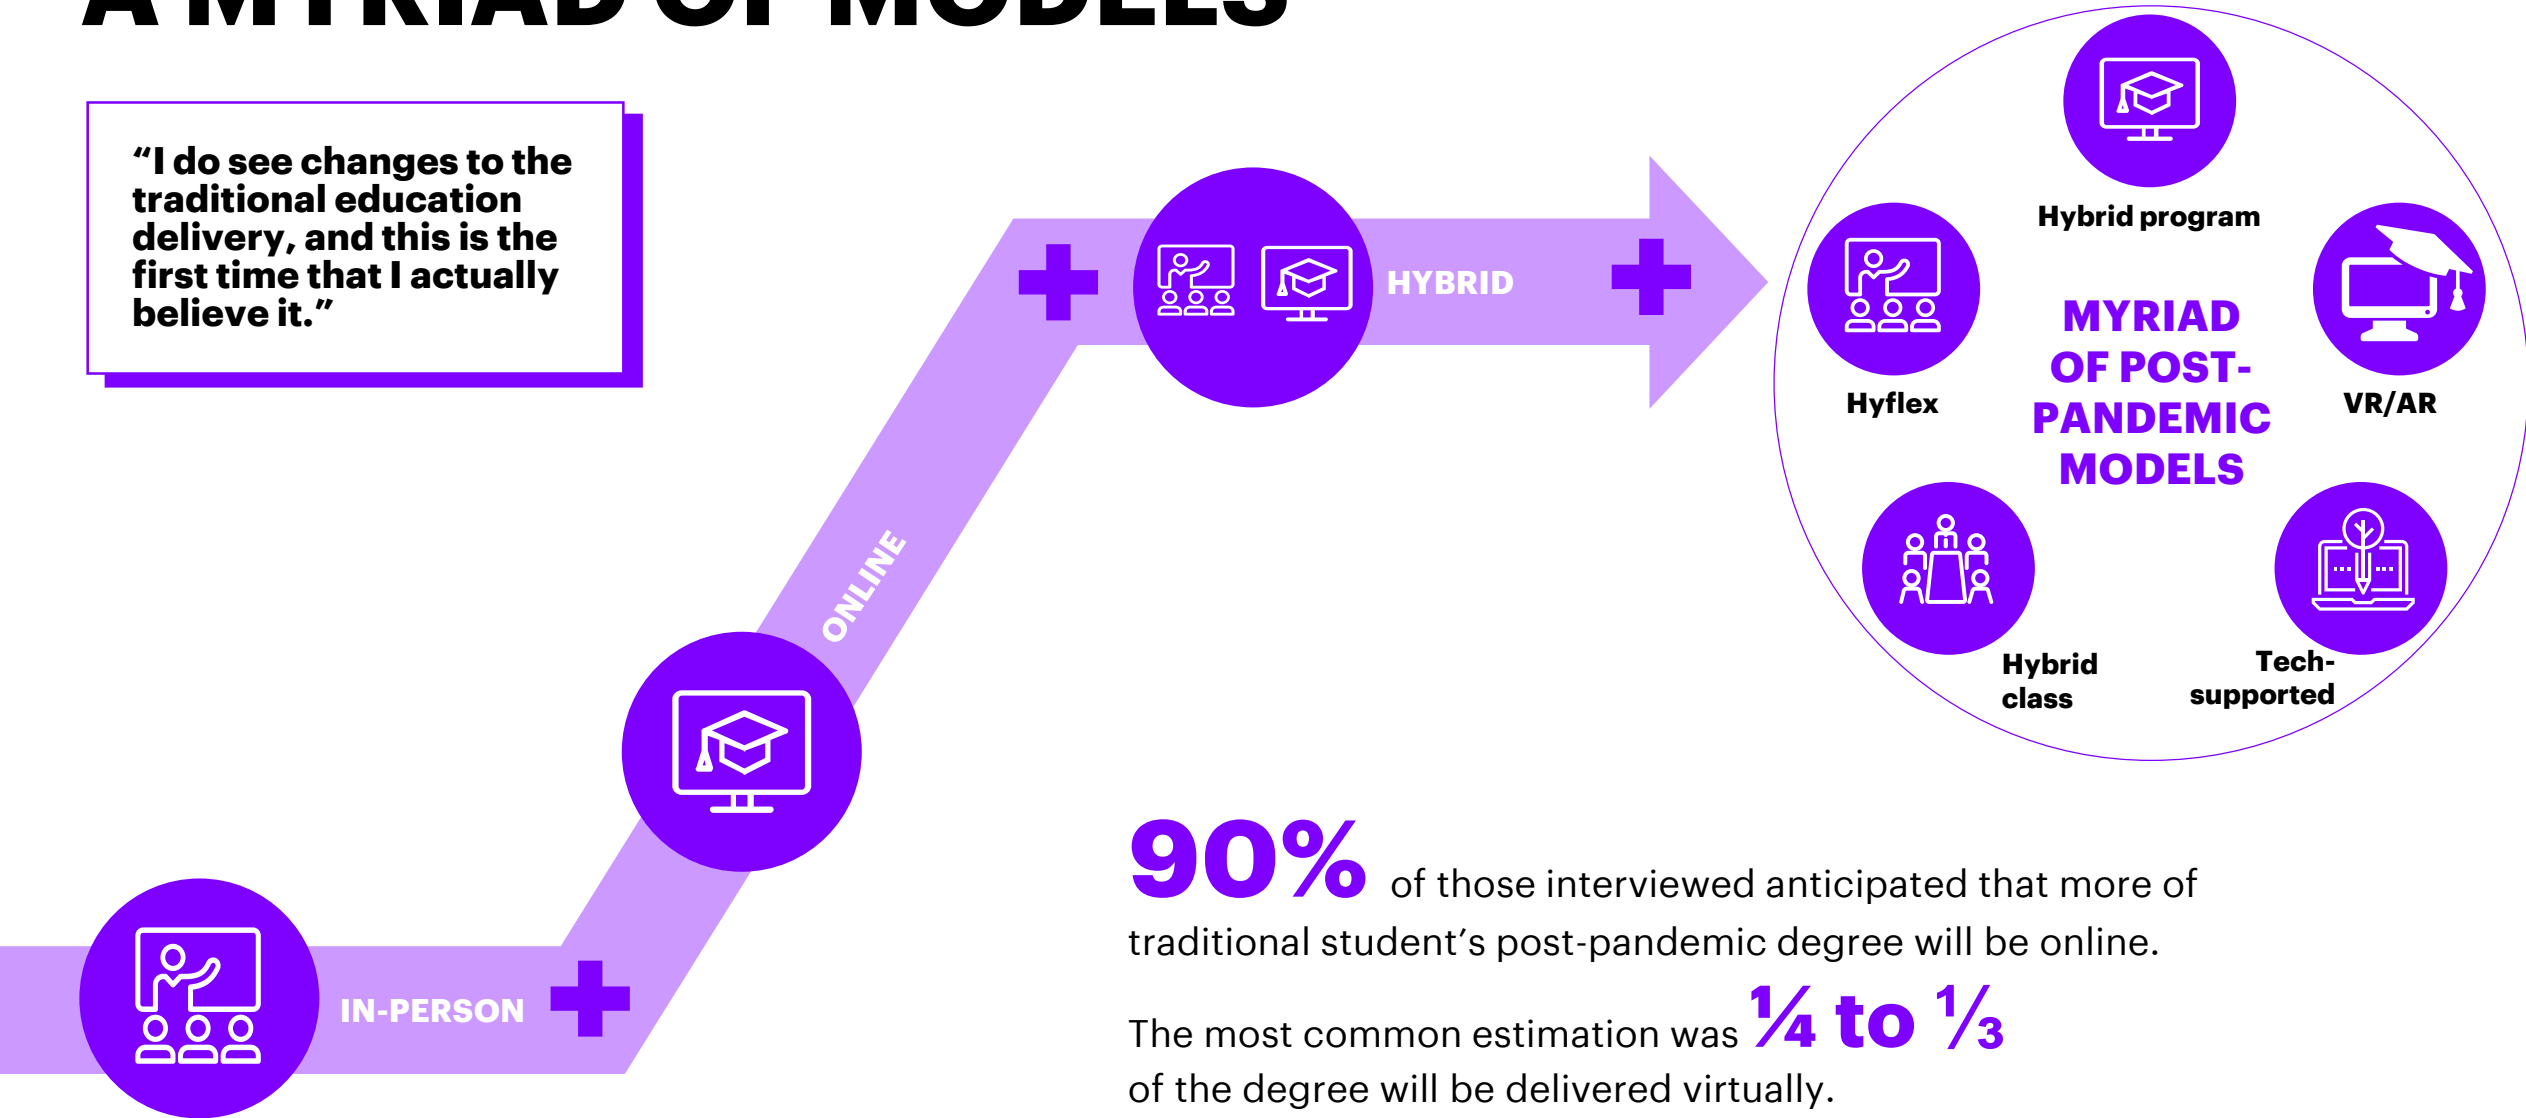 A MYRIAD OF MODELS
“I do see changes to the
traditional education
delivery, and this is the
first time that I actually
believe it.”
IN-PERSON
ONLINE
HYBRID
Hybrid program
Hyflex
VR/AR
MYRIAD
OF POST-
PANDEMIC
MODELS
Hybrid
class
Tech-
supported
90% of those interviewed anticipated that more of
traditional student’s post-pandemic degree will be online.
The most common estimation was ¼ to ⅓
of the degree will be delivered virtually.